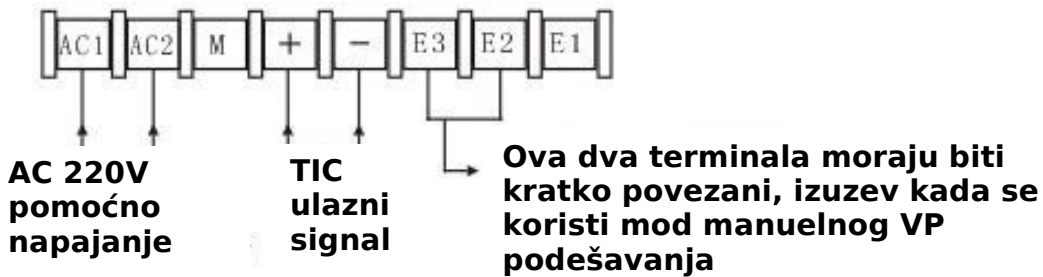 AC1 AC2 M + − E3 E2 E1
AC 220V
pomoćno
napajanje
TIC
ulazni
signal
Ova dva terminala moraju biti
kratko povezani, izuzev kada se
koristi mod manuelnog VP
podešavanja